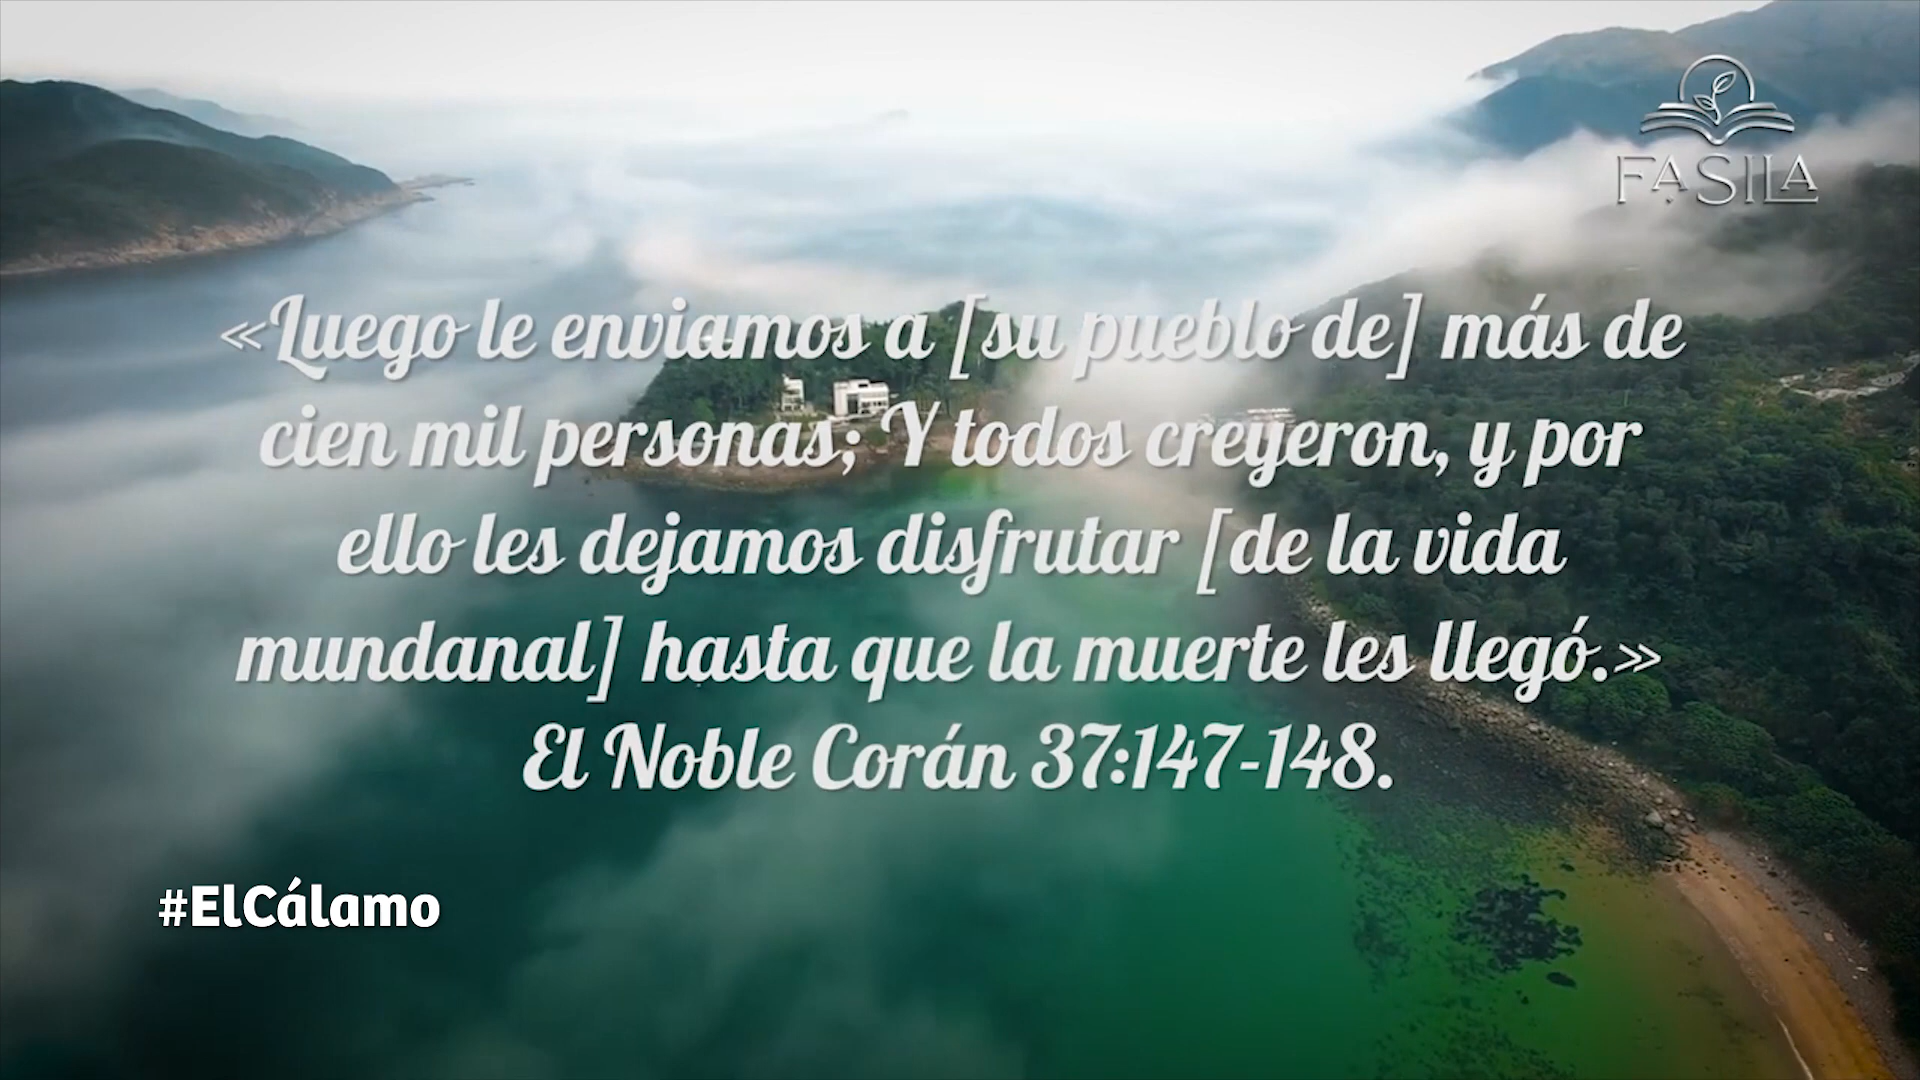 FASILA
«Luego le enviamos a [su pueblo de] más de
cien mil personas; Y todos creyeron, y por
ello les dejamos disfrutar [de la vida
mundanal] hasta que la muerte les llegó.»
El Noble Corán 37:147-148.
#ElCálamo